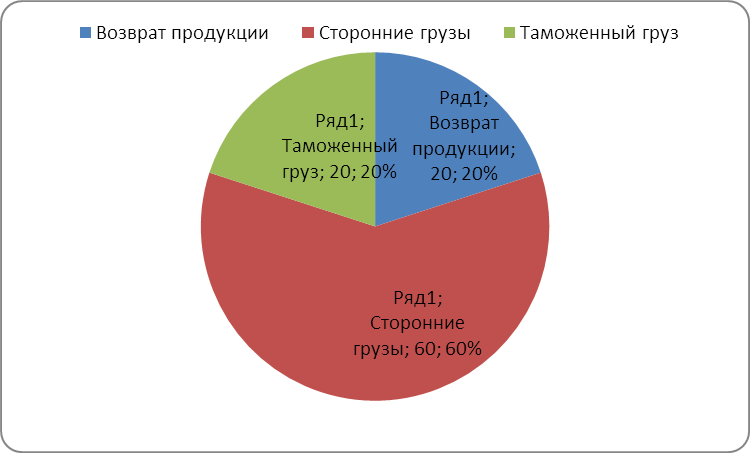 Возврат продукции Сторонние грузы Таможенный груз
Ряд1;
Возврат
продукции;
20; 20%
Ряд1;
Таможенный
груз; 20; 20%
Ряд1;
Сторонние
грузы; 60; 60%